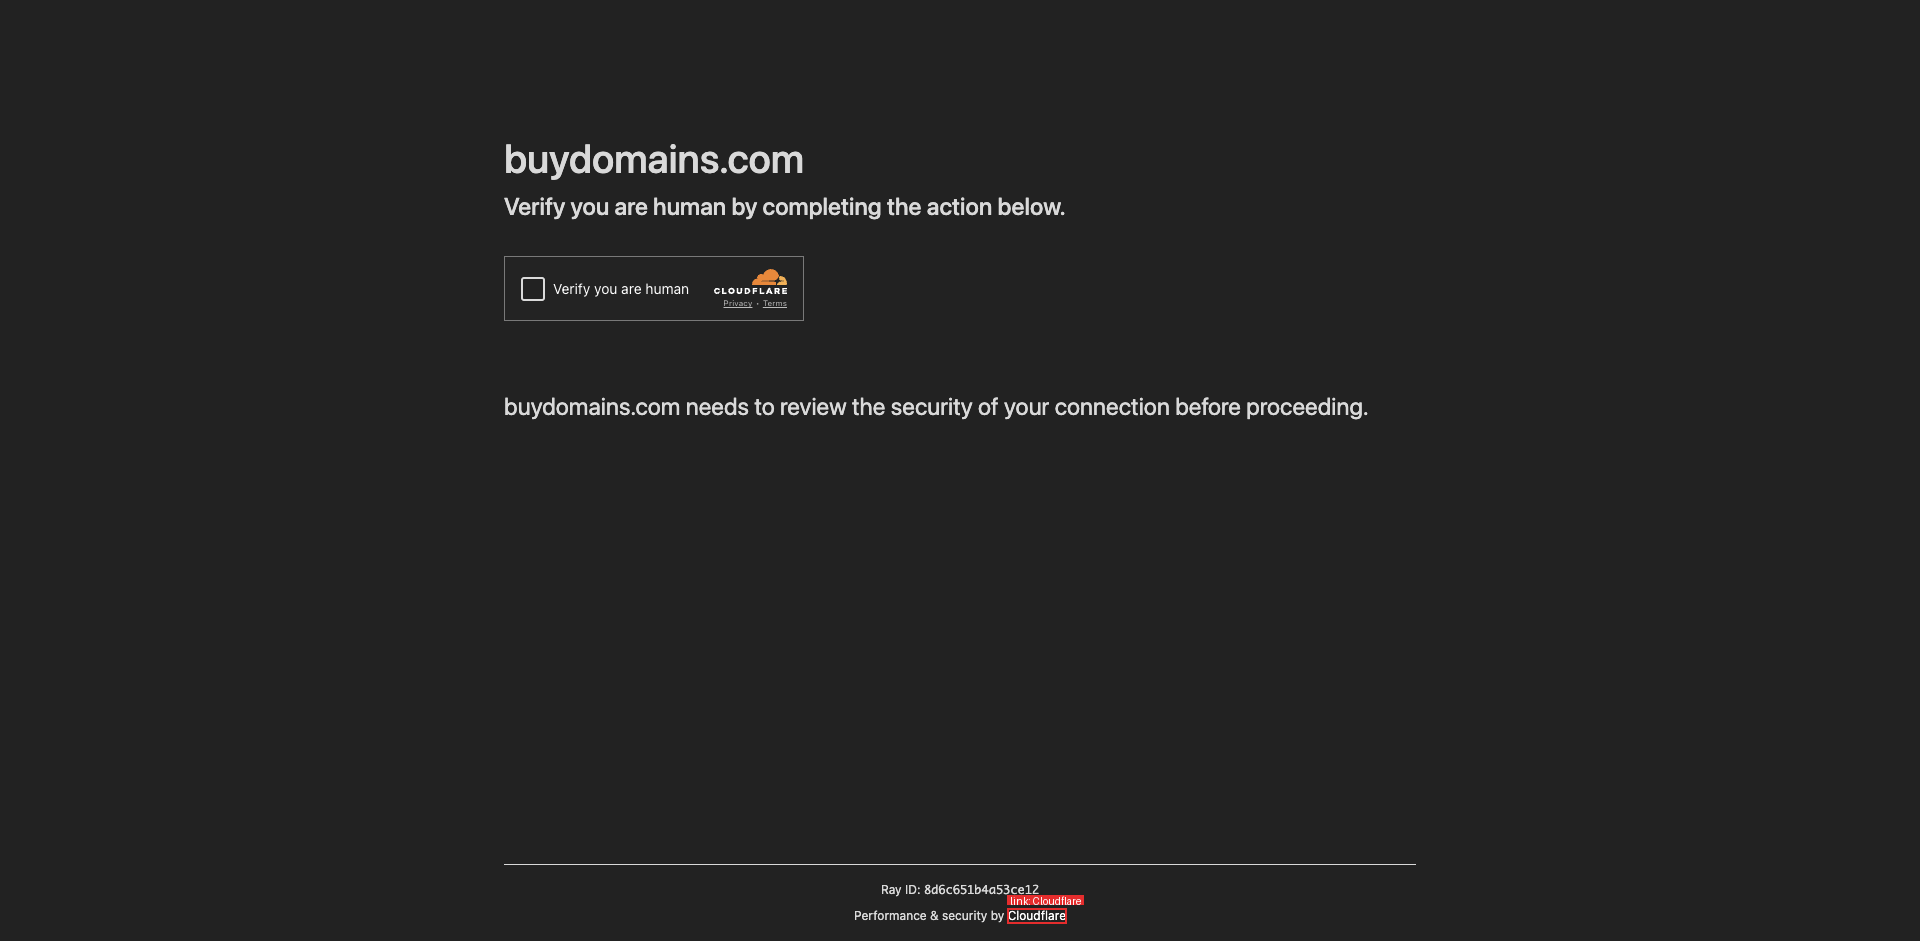 buydomains.com
Verify you are human by completing the action below.
Verify you are human
CLOUDFLARE
Privacy • Terms
buydomains.com needs to review the security of your connection before proceeding.
Ray ID: 8d6c651b4a53ce12
link: Cloudflare
Performance & security by Cloudflare